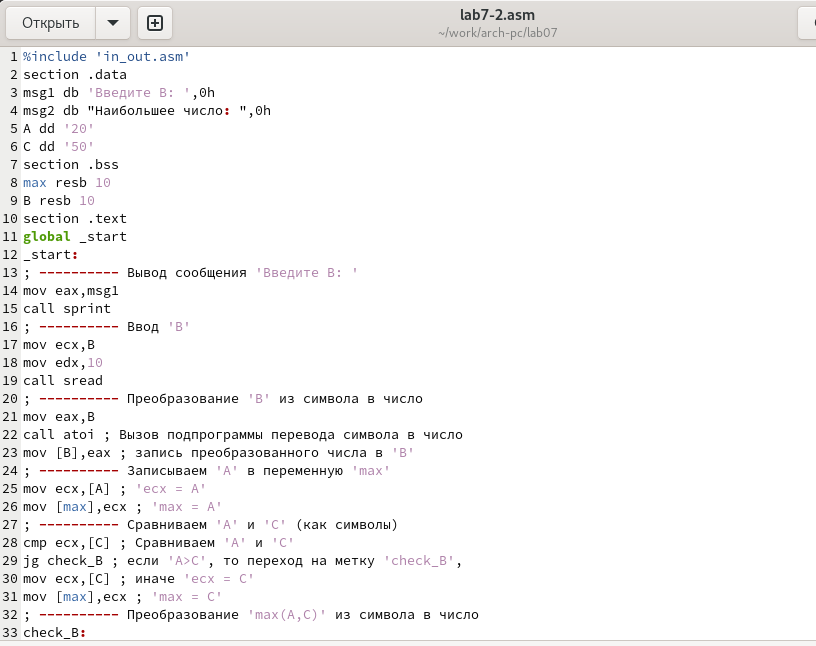 Открыть
lab7-2.asm
~/work/arch-pc/lab07
1 %include 'in_out.asm'
2 section .data
3 msg1 db 'Введите B: ',0h
4 msg2 db "Наибольшее число: ",0h
5 A dd '20'
6 C dd '50'
7 section .bss
8 max resb 10
9 B resb 10
10 section .text
11 global _start
12 _start:
13 ; ---------- Вывод сообщения 'Введите B: '
14 mov eax,msg1
15 call sprint
16 ; ---------- Ввод 'B'
17 mov ecx,B
18 mov edx,10
19 call sread
20 ; ---------- Преобразование 'B' из символа в число
21 mov eax,B
22 call atoi ; Вызов подпрограммы перевода символа в число
23 mov [B],eax ; запись преобразованного числа в 'B'
24 ; ---------- Записываем 'A' в переменную 'max'
25 mov ecx,[A] ; 'ecx = A'
26 mov [max],ecx ; 'max = A'
27 ; ---------- Сравниваем 'A' и 'С' (как символы)
28 cmp ecx,[C] ; Сравниваем 'A' и 'С'
29 jg check_B ; если 'A>C', то переход на метку 'check_B',
30 mov ecx,[C] ; иначе 'ecx = C'
31 mov [max],ecx ; 'max = C'
32 ; ---------- Преобразование 'max(A,C)' из символа в число
33 check_B: